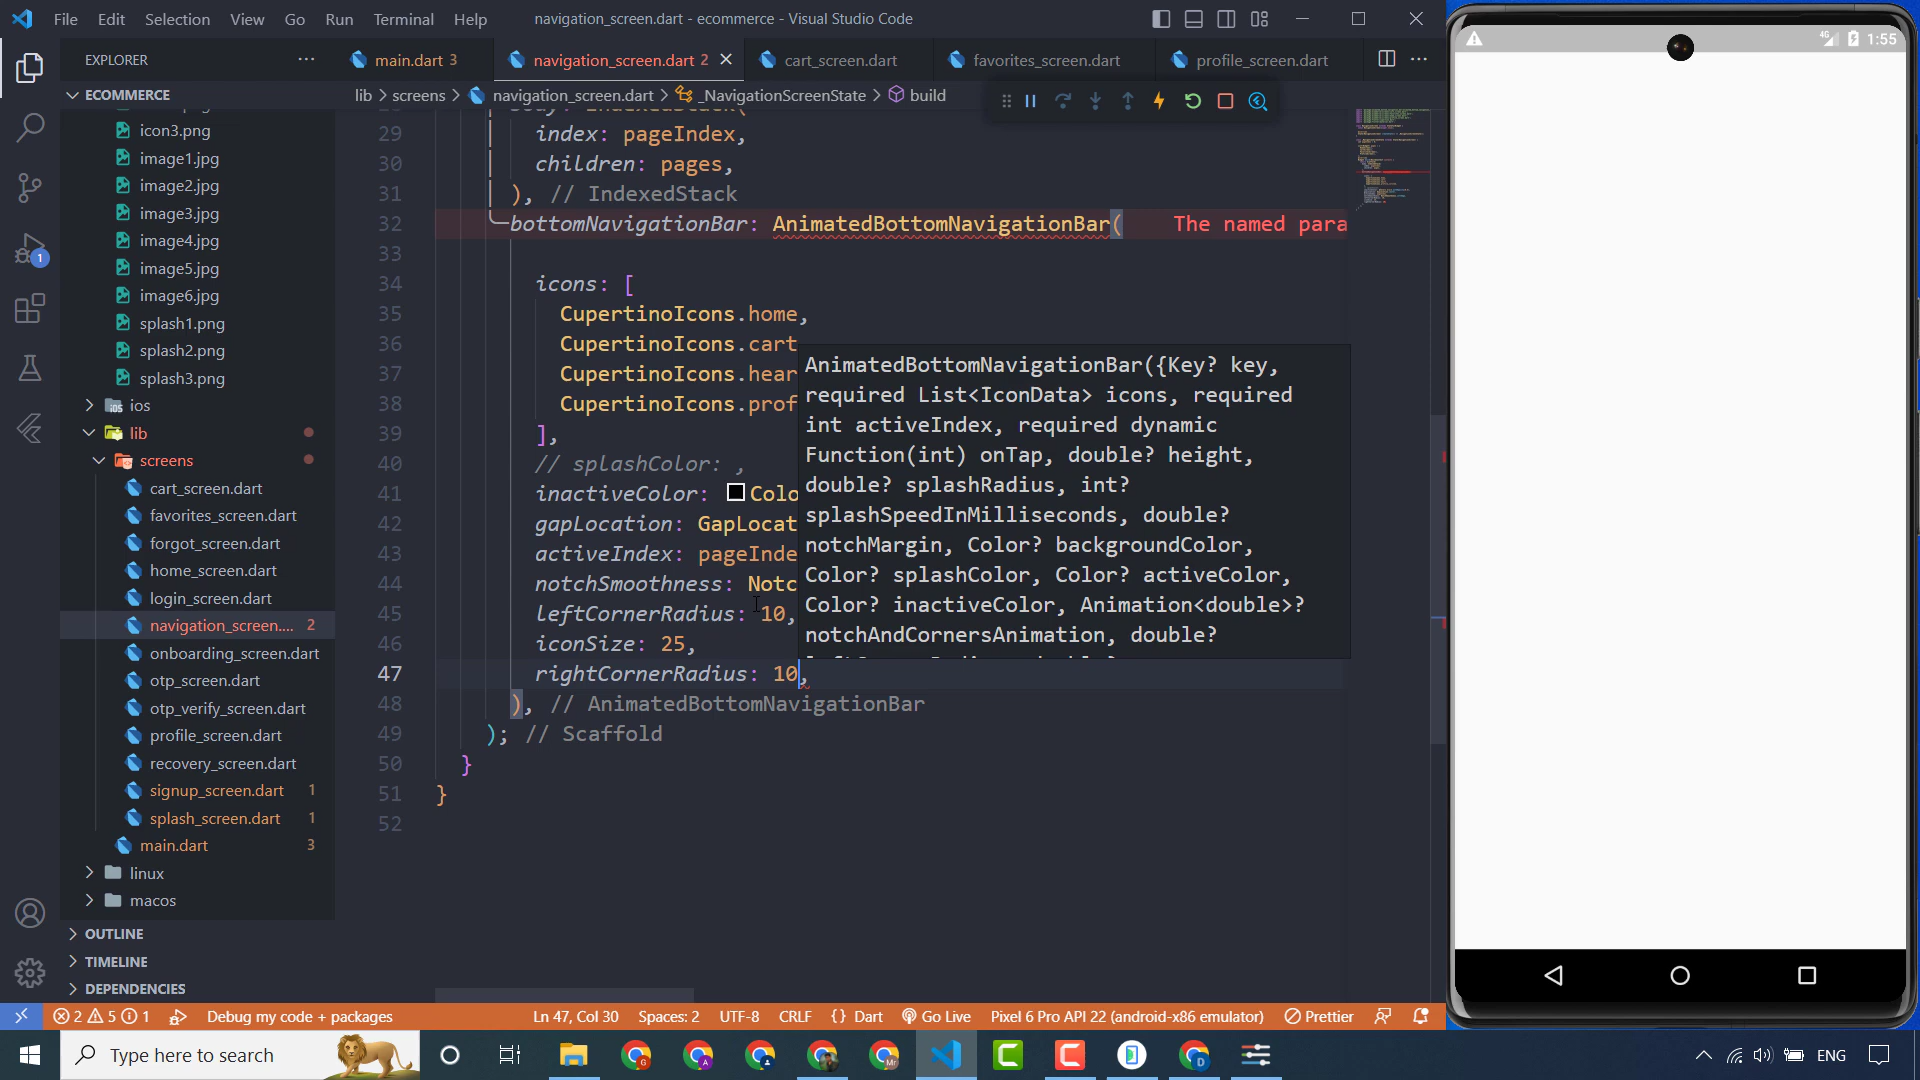 File Edit Selection View Go Run Terminal Help
navigation_screen.dart - ecommerce - Visual Studio Code
EXPLORER
main.dart 3
navigation_screen.dart 2
cart_screen.dart
favorites_screen.dart
profile_screen.dart
ECOMMERCE
lib > screens > navigation_screen.dart > _NavigationScreenState > build
icon3.png
image1.jpg
image2.jpg
image3.jpg
image4.jpg
image5.jpg
image6.jpg
splash1.png
splash2.png
splash3.png
ios
lib
screens
cart_screen.dart
favorites_screen.dart
forgot_screen.dart
home_screen.dart
login_screen.dart
navigation_screen.... 2
onboarding_screen.dart
otp_screen.dart
otp_verify_screen.dart
profile_screen.dart
recovery_screen.dart
signup_screen.dart 1
splash_screen.dart 1
main.dart 3
linux
macos
OUTLINE
TIMELINE
DEPENDENCIES
1
29 index: pageIndex,
30 children: pages,
31 ), // IndexedStack
32 bottomNavigationBar: AnimatedBottomNavigationBar( The named para
33
34 icons: [
35 CupertinoIcons.home,
36 CupertinoIcons.cart
37 CupertinoIcons.hear
38 CupertinoIcons.prof
39 ],
40 // splashColor: ,
41 inactiveColor: Colo
42 gapLocation: GapLocat
43 activeIndex: pageInde
44 notchSmoothness: Notc
45 leftCornerRadius: 10,
46 iconSize: 25,
47 rightCornerRadius: 10,
48 ), // AnimatedBottomNavigationBar
49 ); // Scaffold
50 }
51 }
52
AnimatedBottomNavigationBar({Key? key,
required List<IconData> icons, required
int activeIndex, required dynamic
Function(int) onTap, double? height,
double? splashRadius, int?
splashSpeedInMilliseconds, double?
notchMargin, Color? backgroundColor,
Color? splashColor, Color? activeColor,
Color? inactiveColor, Animation<double>?
notchAndCornersAnimation, double?
4G 1:55
2 5 1 Debug my code + packages
Ln 47, Col 30 Spaces: 2 UTF-8 CRLF {} Dart Go Live Pixel 6 Pro API 22 (android-x86 emulator) Prettier
Type here to search
ENG